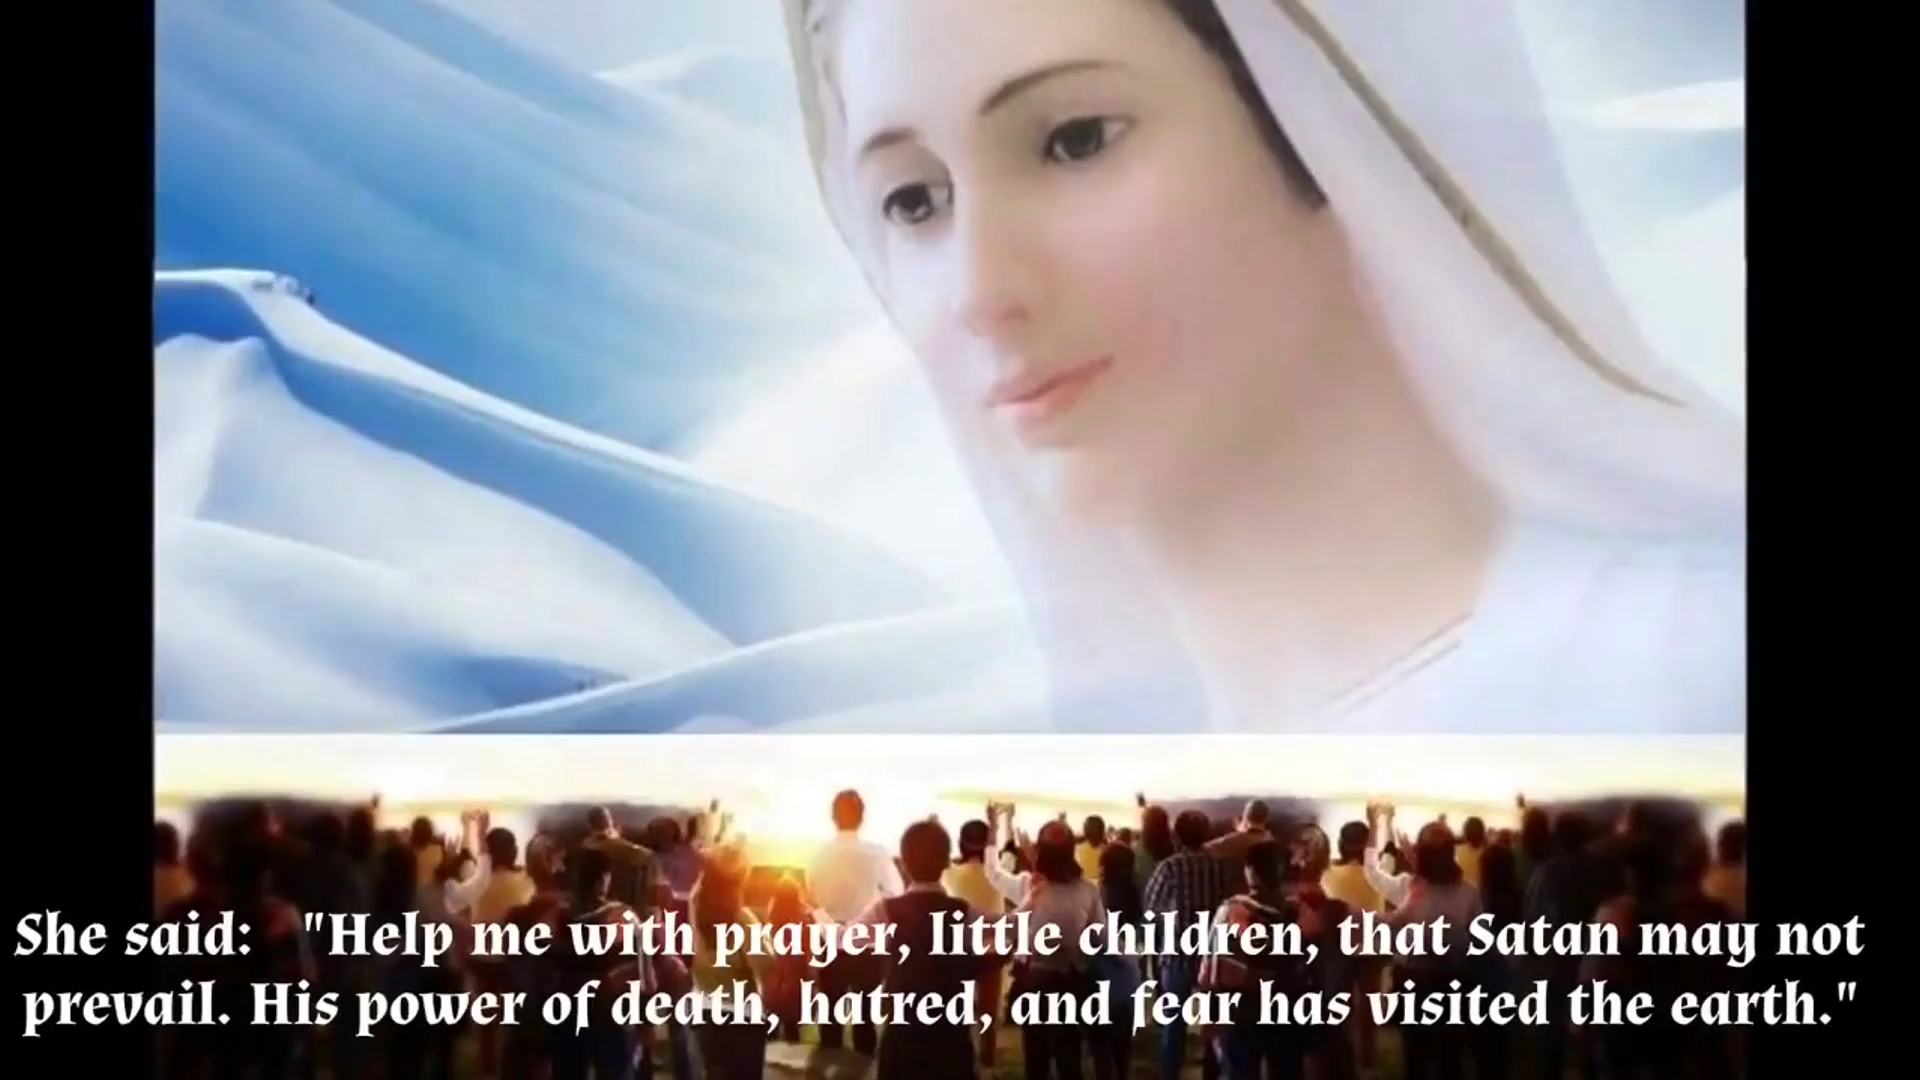 She said: "Help me with prayer, little children, that Satan may not
prevail. His power of death, hatred, and fear has visited the earth."